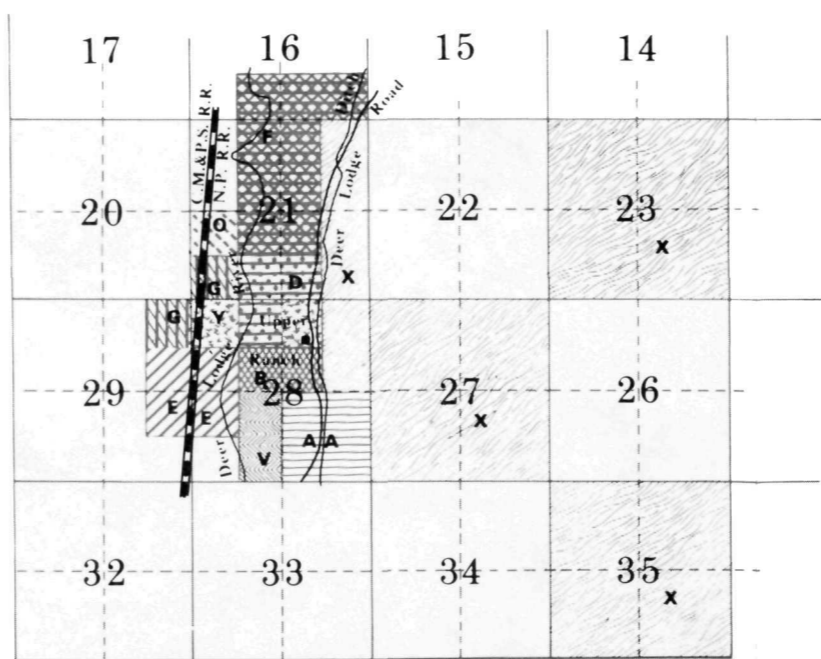 17 16 15 14
C.M.&P.S. R.R.
N.P. R.R.
Ditch
Road
F
Lodge
Deer
20 21 22 23
O
River
X
X
G
D
G
Y
Upper
Ranch
Lodge
B
29 28 27 26
E E
X
Deer
V
A A
32 33 34 35
X